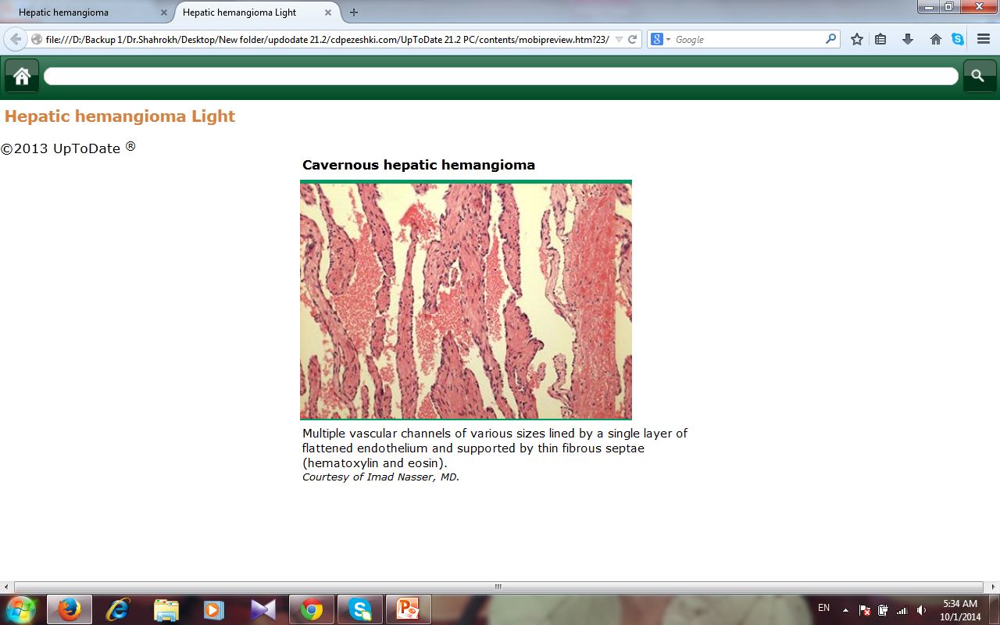 Hepatic hemangioma
Hepatic hemangioma Light
file:///D:/Backup 1/Dr.Shahrokh/Desktop/New folder/updodate 21.2/cdpezeshki.com/UpToDate 21.2 PC/contents/mobipreview.htm?23/
Google
Hepatic hemangioma Light
©2013 UpToDate ®
Cavernous hepatic hemangioma
Multiple vascular channels of various sizes lined by a single layer of
flattened endothelium and supported by thin fibrous septae
(hematoxylin and eosin).
Courtesy of Imad Nasser, MD.
EN
5:34 AM
10/1/2014